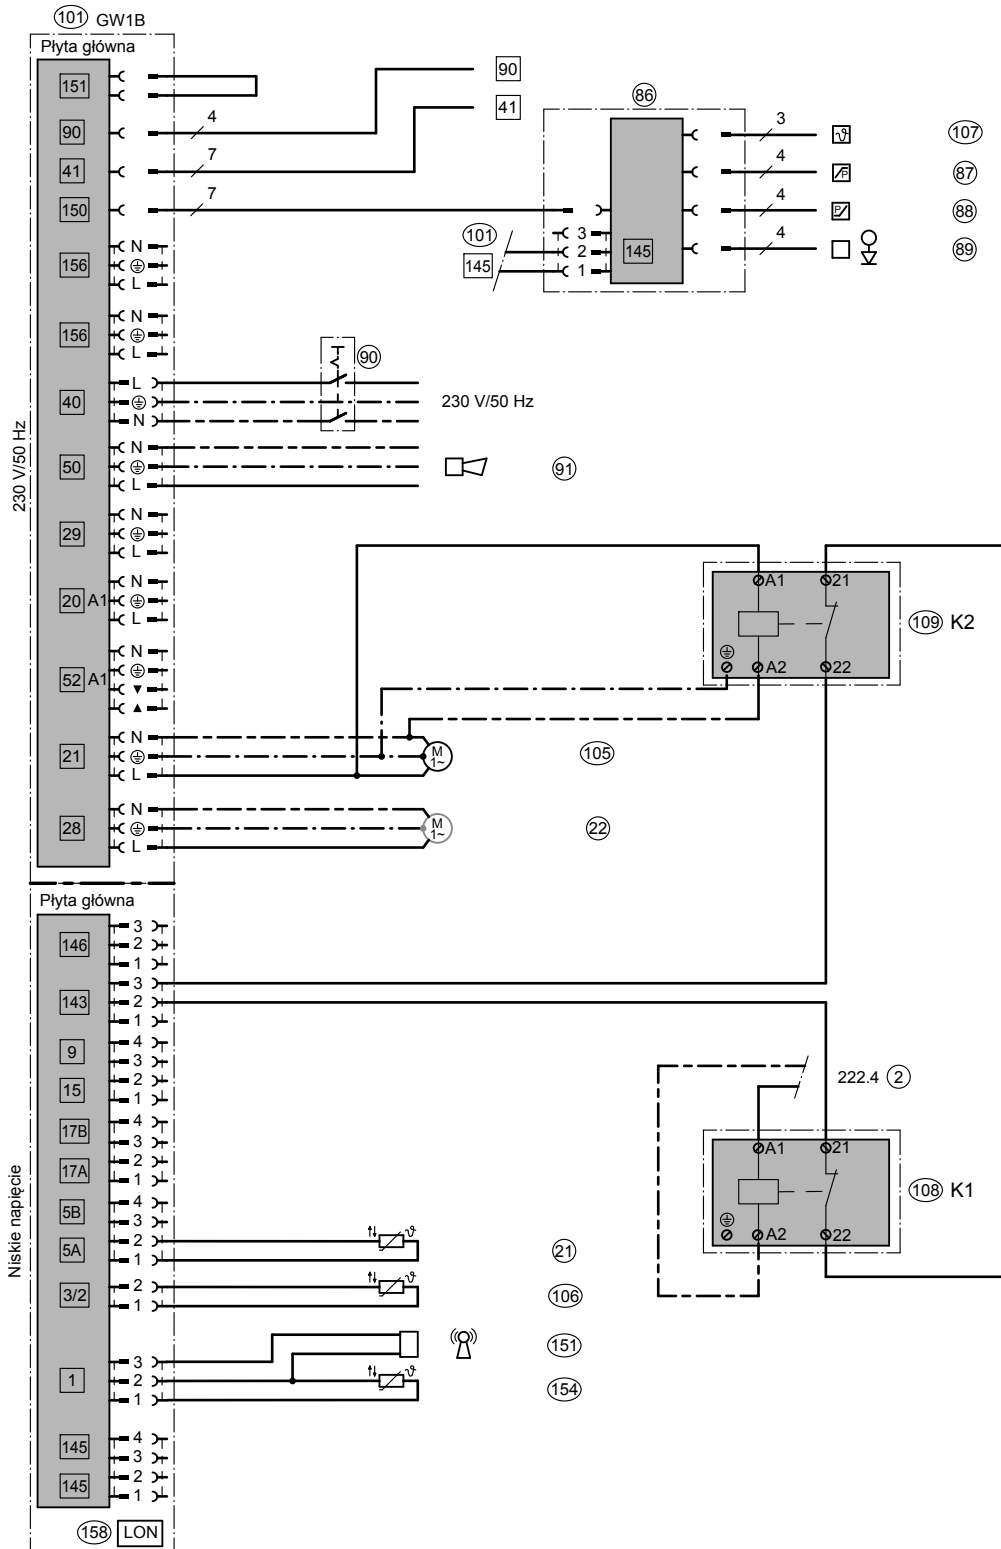 101 GW1B
Płyta główna
230 V/50 Hz
151
90
4
90
41
7
41
150
7
86
3
107
4
87
P
4
88
P
4
89
101
145
3
2
1
145
156
N
L
156
N
L
40
L
N
90
230 V/50 Hz
50
N
L
91
29
N
L
20 A1
N
L
52 A1
N
▼
▲
A1
21
A2
22
109 K2
21
N
L
M
1~
105
28
N
L
M
1~
22
Płyta główna
Niskie napięcie
146
3
2
1
143
3
2
1
9
4
3
15
2
1
17B
4
3
17A
2
1
222.4 2
A1
21
A2
22
108 K1
5B
4
3
5A
2
1
ϑ
21
3/2
2
1
ϑ
106
1
3
2
1
151
ϑ
154
145
4
3
145
2
1
158 LON